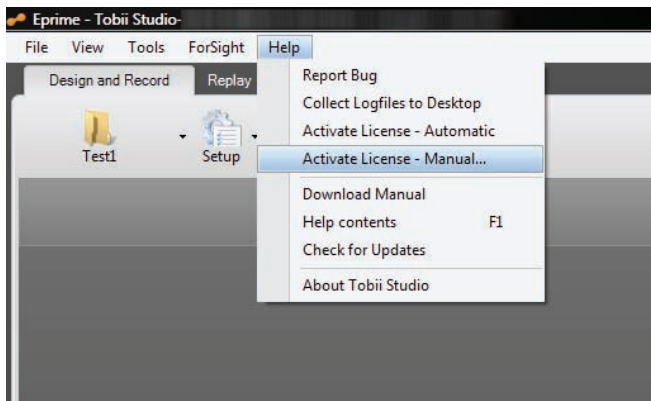 Eprime - Tobii Studio-
File View Tools ForSight Help
Design and Record Replay
Test1 Setup
Report Bug
Collect Logfiles to Desktop
Activate License - Automatic
Activate License - Manual...
Download Manual
Help contents F1
Check for Updates
About Tobii Studio